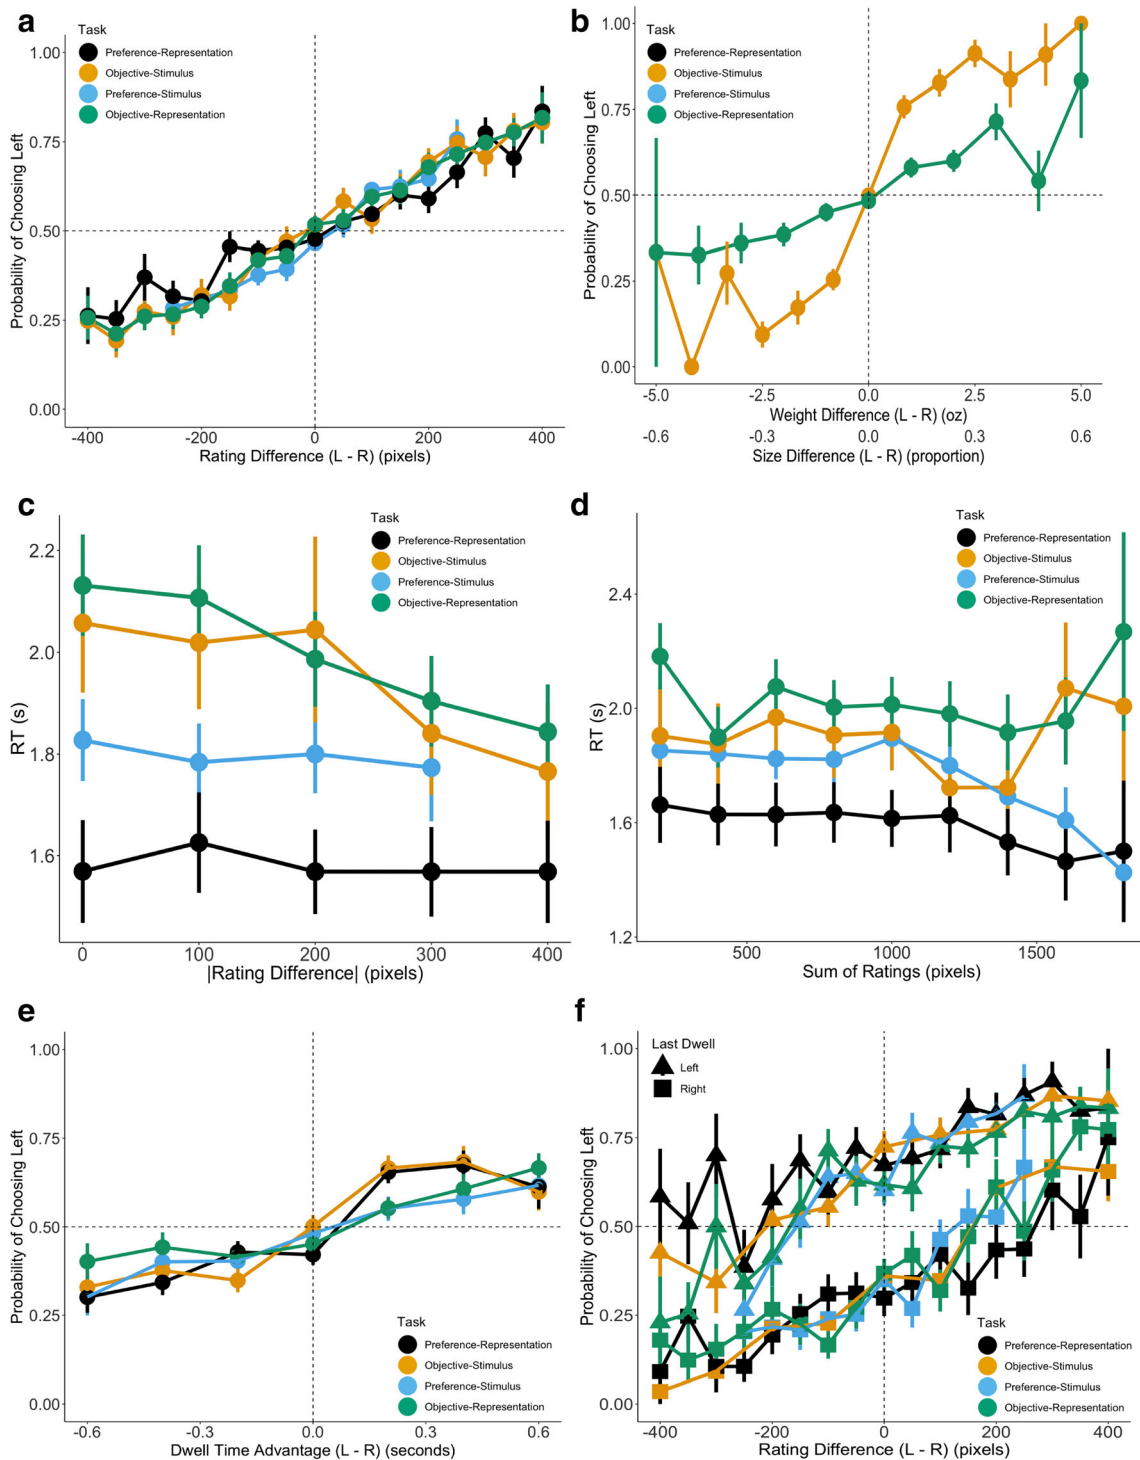 a
Task
Preference-Representation
Objective-Stimulus
Preference-Stimulus
Objective-Representation
1.00
0.75
0.50
0.25
0.00
Probability of Choosing Left
-400
-200
0
200
400
Rating Difference (L - R) (pixels)
b
Task
Preference-Representation
Objective-Stimulus
Preference-Stimulus
Objective-Representation
1.00
0.75
0.50
0.25
0.00
Probability of Choosing Left
-5.0
-2.5
0.0
2.5
5.0
Weight Difference (L - R) (oz)
-0.6
-0.3
0.0
0.3
0.6
Size Difference (L - R) (proportion)
c
Task
Preference-Representation
Objective-Stimulus
Preference-Stimulus
Objective-Representation
2.2
2.0
1.8
1.6
RT (s)
0
100
200
300
400
|Rating Difference| (pixels)
d
Task
Preference-Representation
Objective-Stimulus
Preference-Stimulus
Objective-Representation
2.4
2.0
1.6
1.2
RT (s)
500
1000
1500
Sum of Ratings (pixels)
e
1.00
0.75
0.50
0.25
0.00
Probability of Choosing Left
Task
Preference-Representation
Objective-Stimulus
Preference-Stimulus
Objective-Representation
-0.6
-0.3
0.0
0.3
0.6
Dwell Time Advantage (L - R) (seconds)
f
Last Dwell
Left
Right
1.00
0.75
0.50
0.25
0.00
Probability of Choosing Left
Task
Preference-Representation
Objective-Stimulus
Preference-Stimulus
Objective-Representation
-400
-200
0
200
400
Rating Difference (L - R) (pixels)